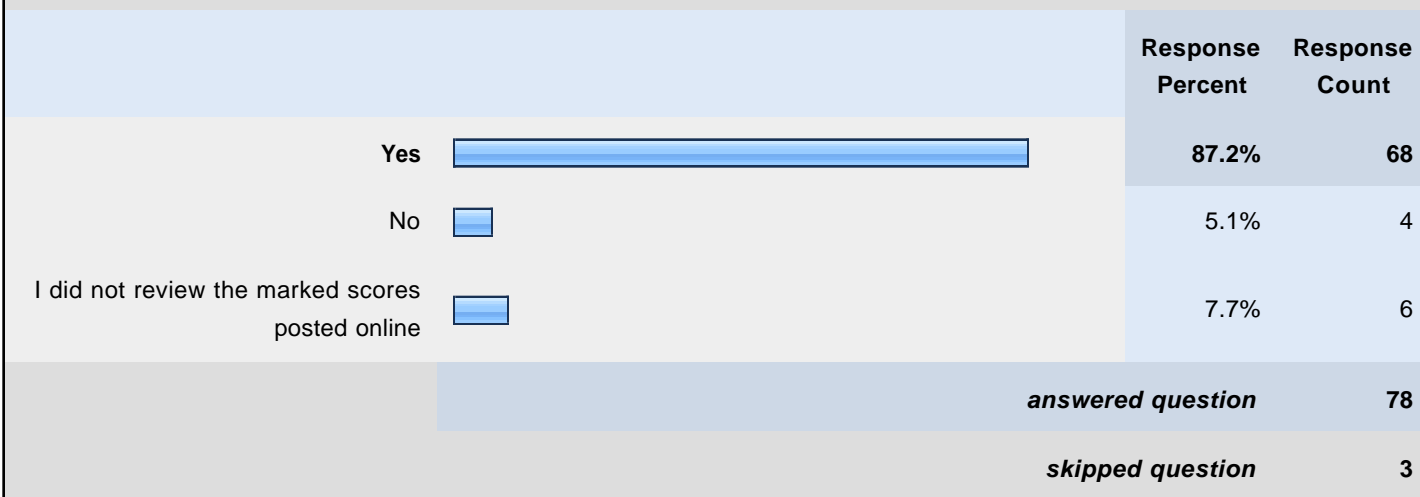 Response Response
Percent Count
Yes 87.2% 68
No 5.1% 4
I did not review the marked scores
posted online 7.7% 6
answered question 78
skipped question 3